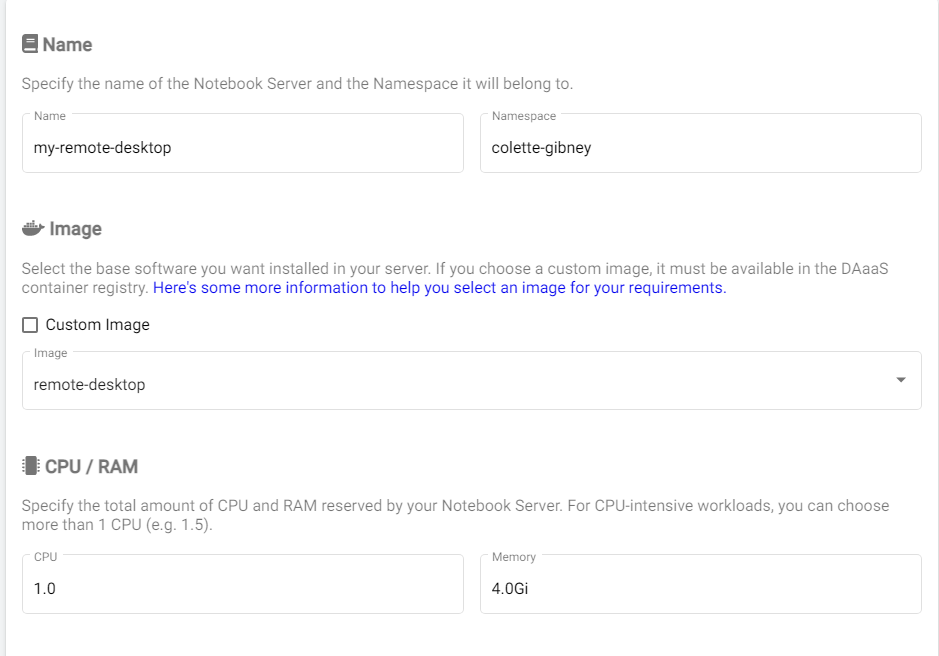 Name
Specify the name of the Notebook Server and the Namespace it will belong to.
Name
my-remote-desktop
Namespace
colette-gibney
Image
Select the base software you want installed in your server. If you choose a custom image, it must be available in the DAaaS
container registry. Here's some more information to help you select an image for your requirements.
Custom Image
Image
remote-desktop
CPU / RAM
Specify the total amount of CPU and RAM reserved by your Notebook Server. For CPU-intensive workloads, you can choose
more than 1 CPU (e.g. 1.5).
CPU
1.0
Memory
4.0Gi